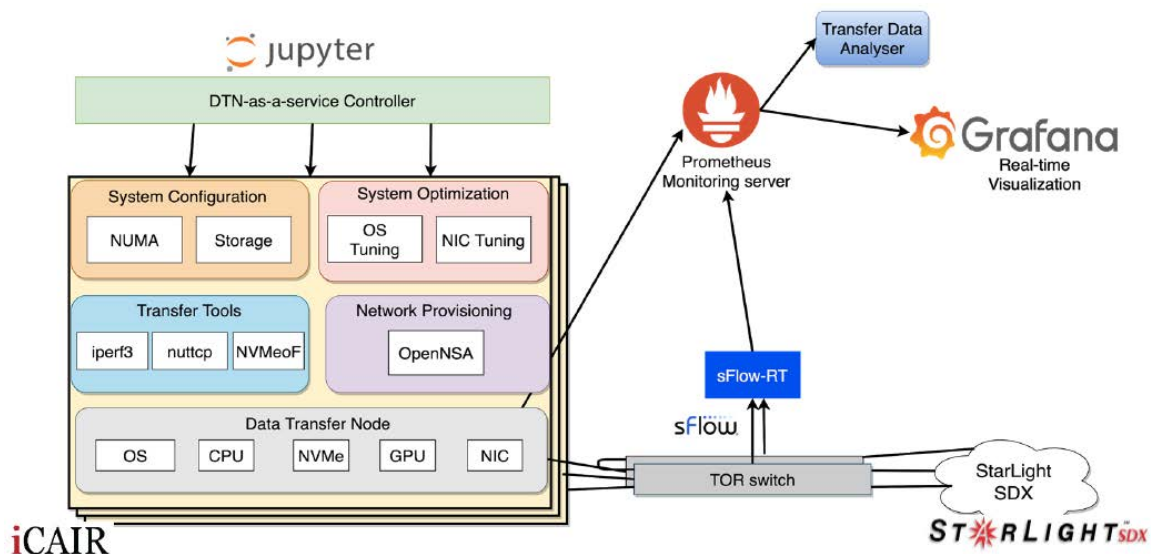 jupyter
DTN-as-a-service Controller
System Configuration
NUMA
Storage
System Optimization
OS
Tuning
NIC Tuning
Transfer Tools
iperf3
nuttcp
NVMeoF
Network Provisioning
OpenNSA
Data Transfer Node
OS
CPU
NVMe
GPU
NIC
iCAIR
Transfer Data
Analyser
Prometheus
Monitoring server
Grafana
Real-time
Visualization
sFlow-RT
sFlow
TOR switch
StarLight
SDX
STARLIGHT SDX